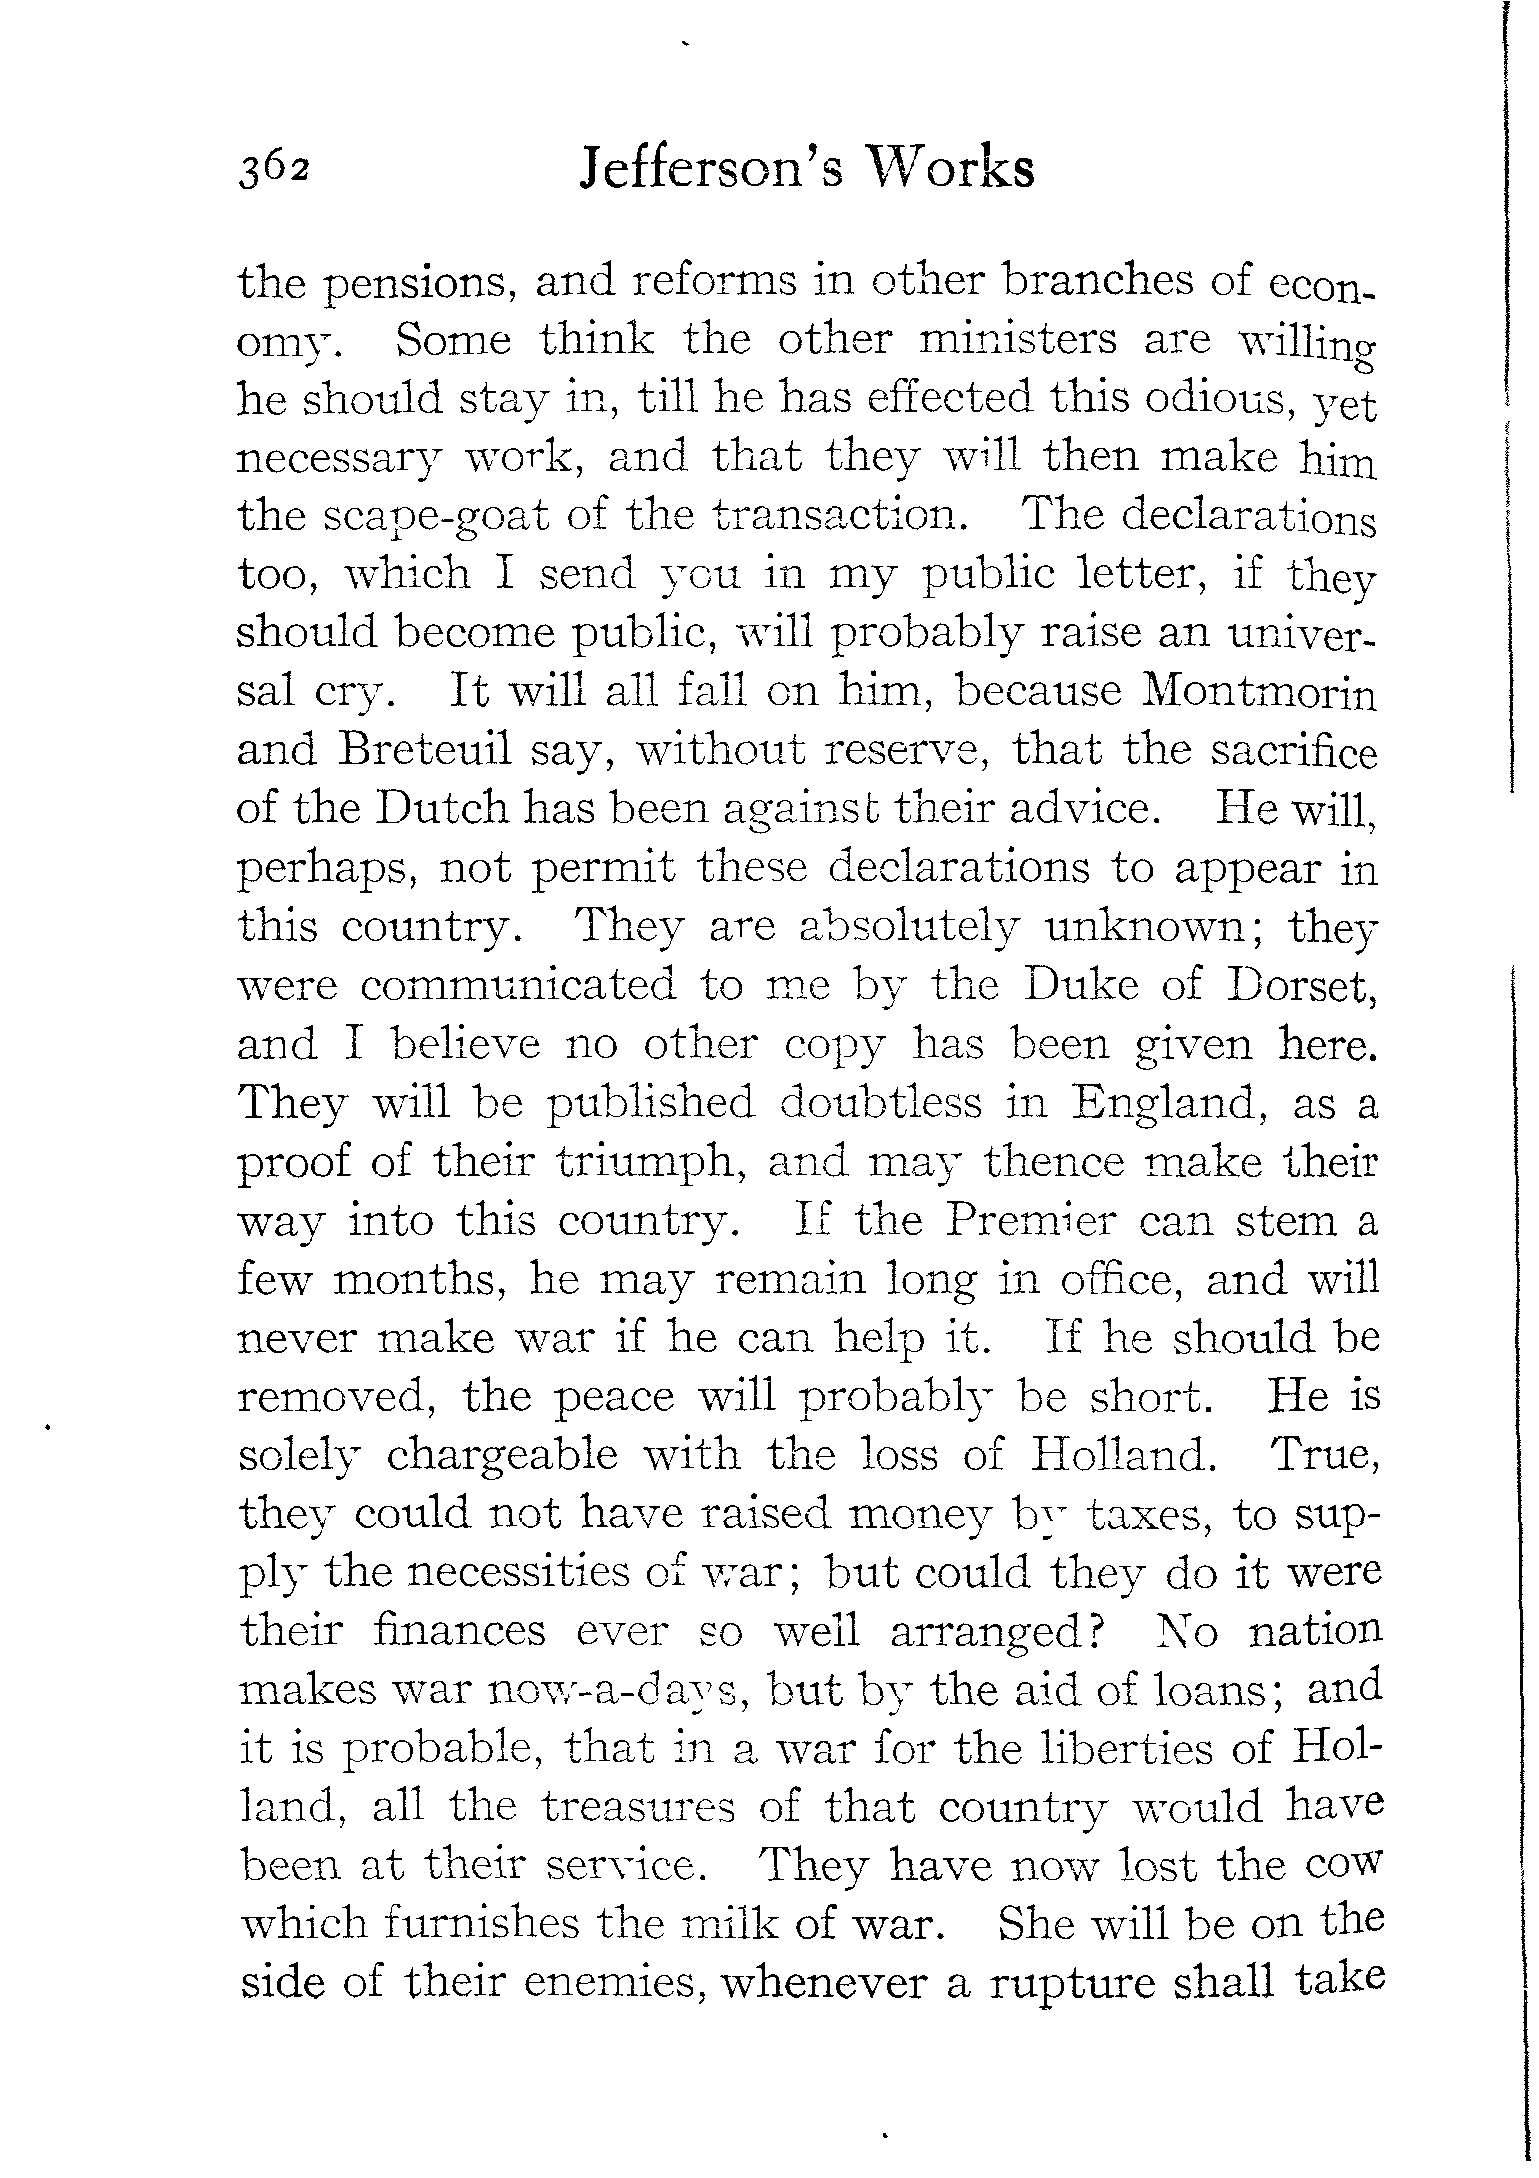 362 Jefferson's Works
the pensions, and reforms in other branches of econ-
omy. Some think the other ministers are willing
he should stay in, till he has effected this odious, yet
necessary work, and that they will then make him
the scape-goat of the transaction. The declarations
too, which I send you in my public letter, if they
should become public, will probably raise an univer-
sal cry. It will all fall on him, because Montmorin
and Breteuil say, without reserve, that the sacrifice
of the Dutch has been against their advice. He will,
perhaps, not permit these declarations to appear in
this country. They are absolutely unknown; they
were communicated to me by the Duke of Dorset,
and I believe no other copy has been given here.
They will be published doubtless in England, as a
proof of their triumph, and may thence make their
way into this country. If the Premier can stem a
few months, he may remain long in office, and will
never make war if he can help it. If he should be
removed, the peace will probably be short. He is
solely chargeable with the loss of Holland. True,
they could not have raised money by taxes, to sup-
ply the necessities of war; but could they do it were
their finances ever so well arranged? No nation
makes war now-a-days, but by the aid of loans; and
it is probable, that in a war for the liberties of Hol-
land, all the treasures of that country would have
been at their service. They have now lost the cow
which furnishes the milk of war. She will be on the
side of their enemies, whenever a rupture shall take